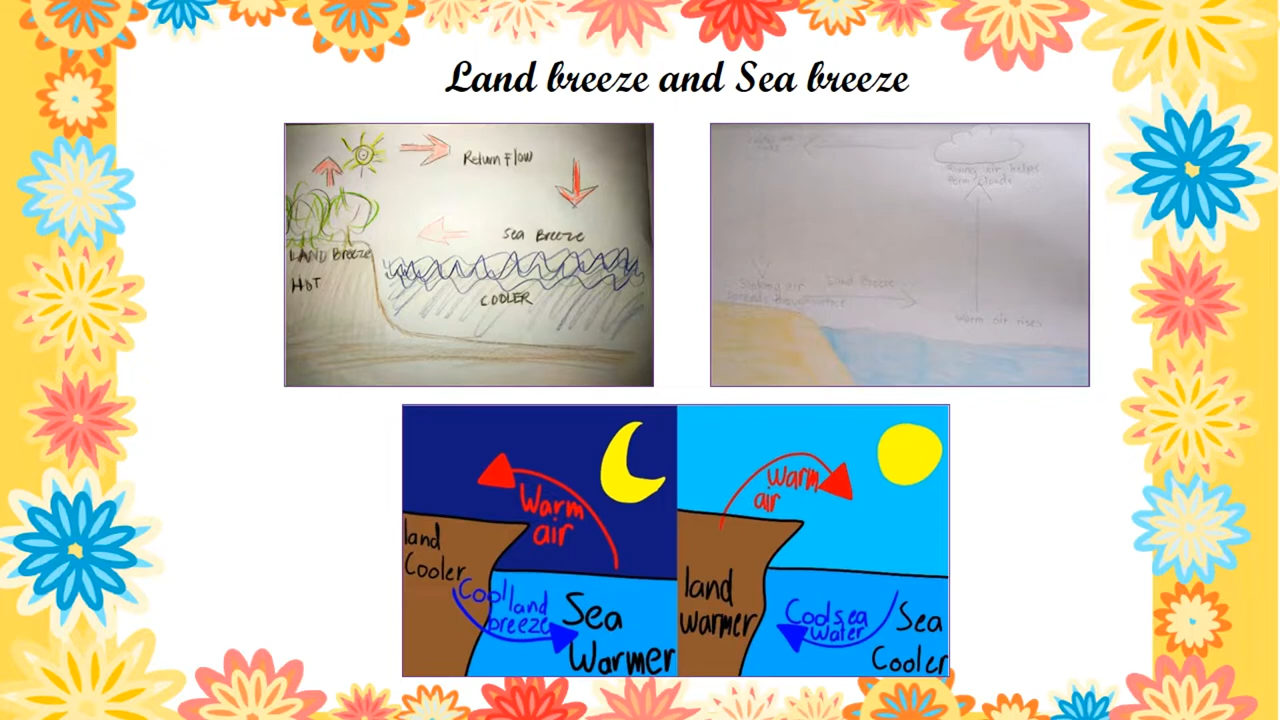 Land breeze and Sea breeze
Return Flow
Sea Breeze
LAND Breeze
HOT
COOLER
Rising air helps
form clouds
Sinking air
Land Breeze
Warm air rises
Warm
air
land
Cooler
Cool land
breeze
Sea
Warmer
warm
air
land
warmer
Cool sea
water
Sea
Cooler